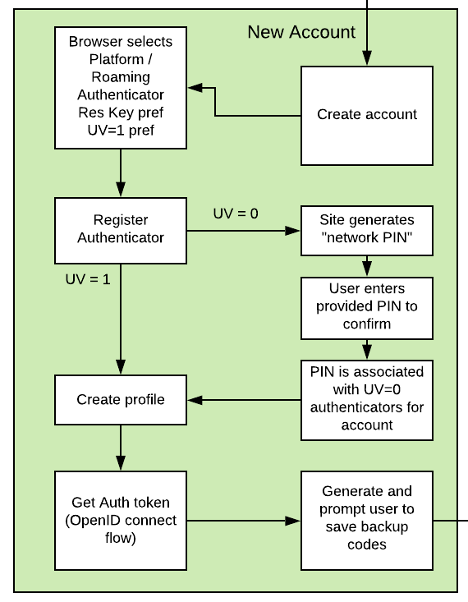 New Account
Browser selects
Platform /
Roaming
Authenticator
Res Key pref
UV=1 pref
Create account
Register
Authenticator
UV = 0
Site generates
"network PIN"
UV = 1
User enters
provided PIN to
confirm
PIN is associated
with UV=0
authenticators for
account
Create profile
Get Auth token
(OpenID connect
flow)
Generate and
prompt user to
save backup
codes